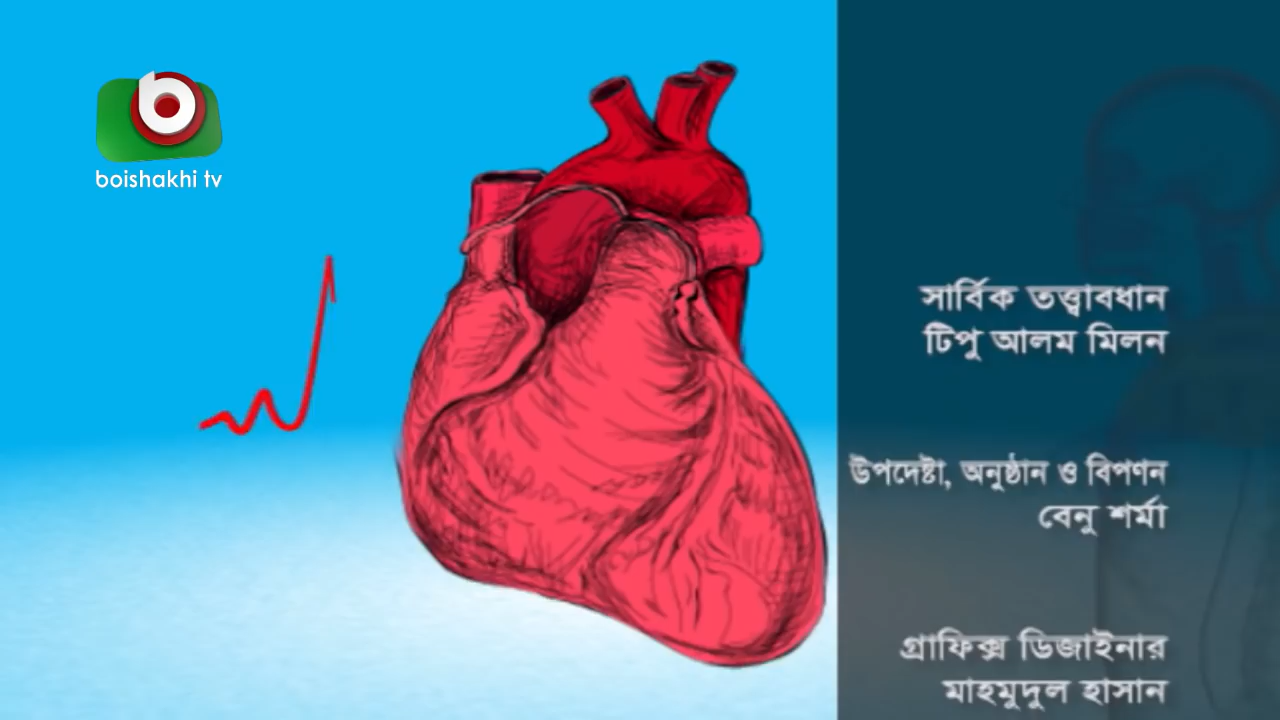 boishakhi tv
সার্বিক তত্ত্বাবধান
টিপু আলম মিলন
উপদেষ্টা, অনুষ্ঠান ও বিপণন
বেনু শর্মা
গ্রাফিক্স ডিজাইনার
মাহমুদুল হাসান